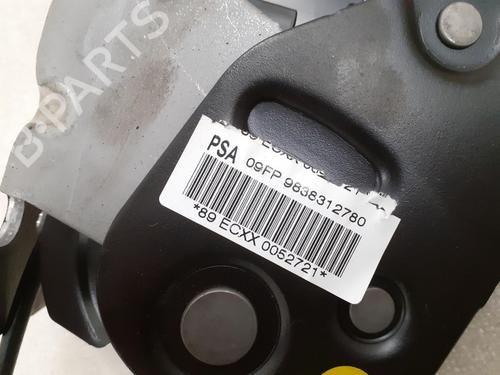 B-PARTS
PSA 09FP 9838312780
*89 ECXX 0052721*